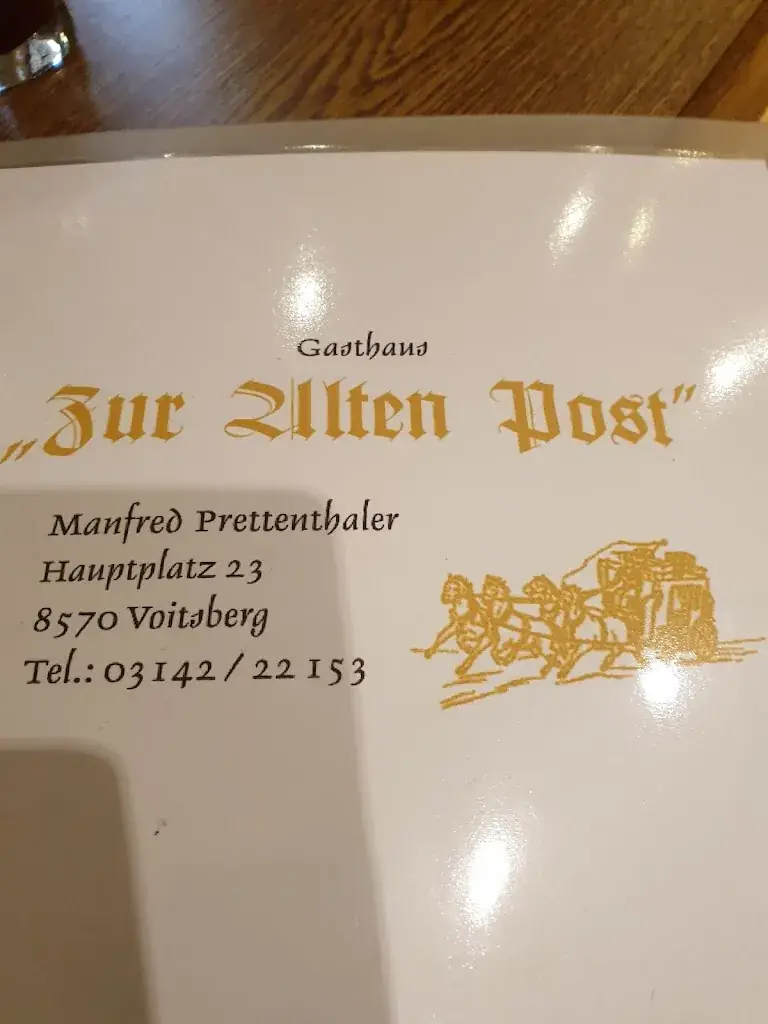 Gasthaus
„Zur Alten Post"
Manfred Prettenthaler
Hauptplatz 23
8570 Voitsberg
Tel.: 03142 / 22 153